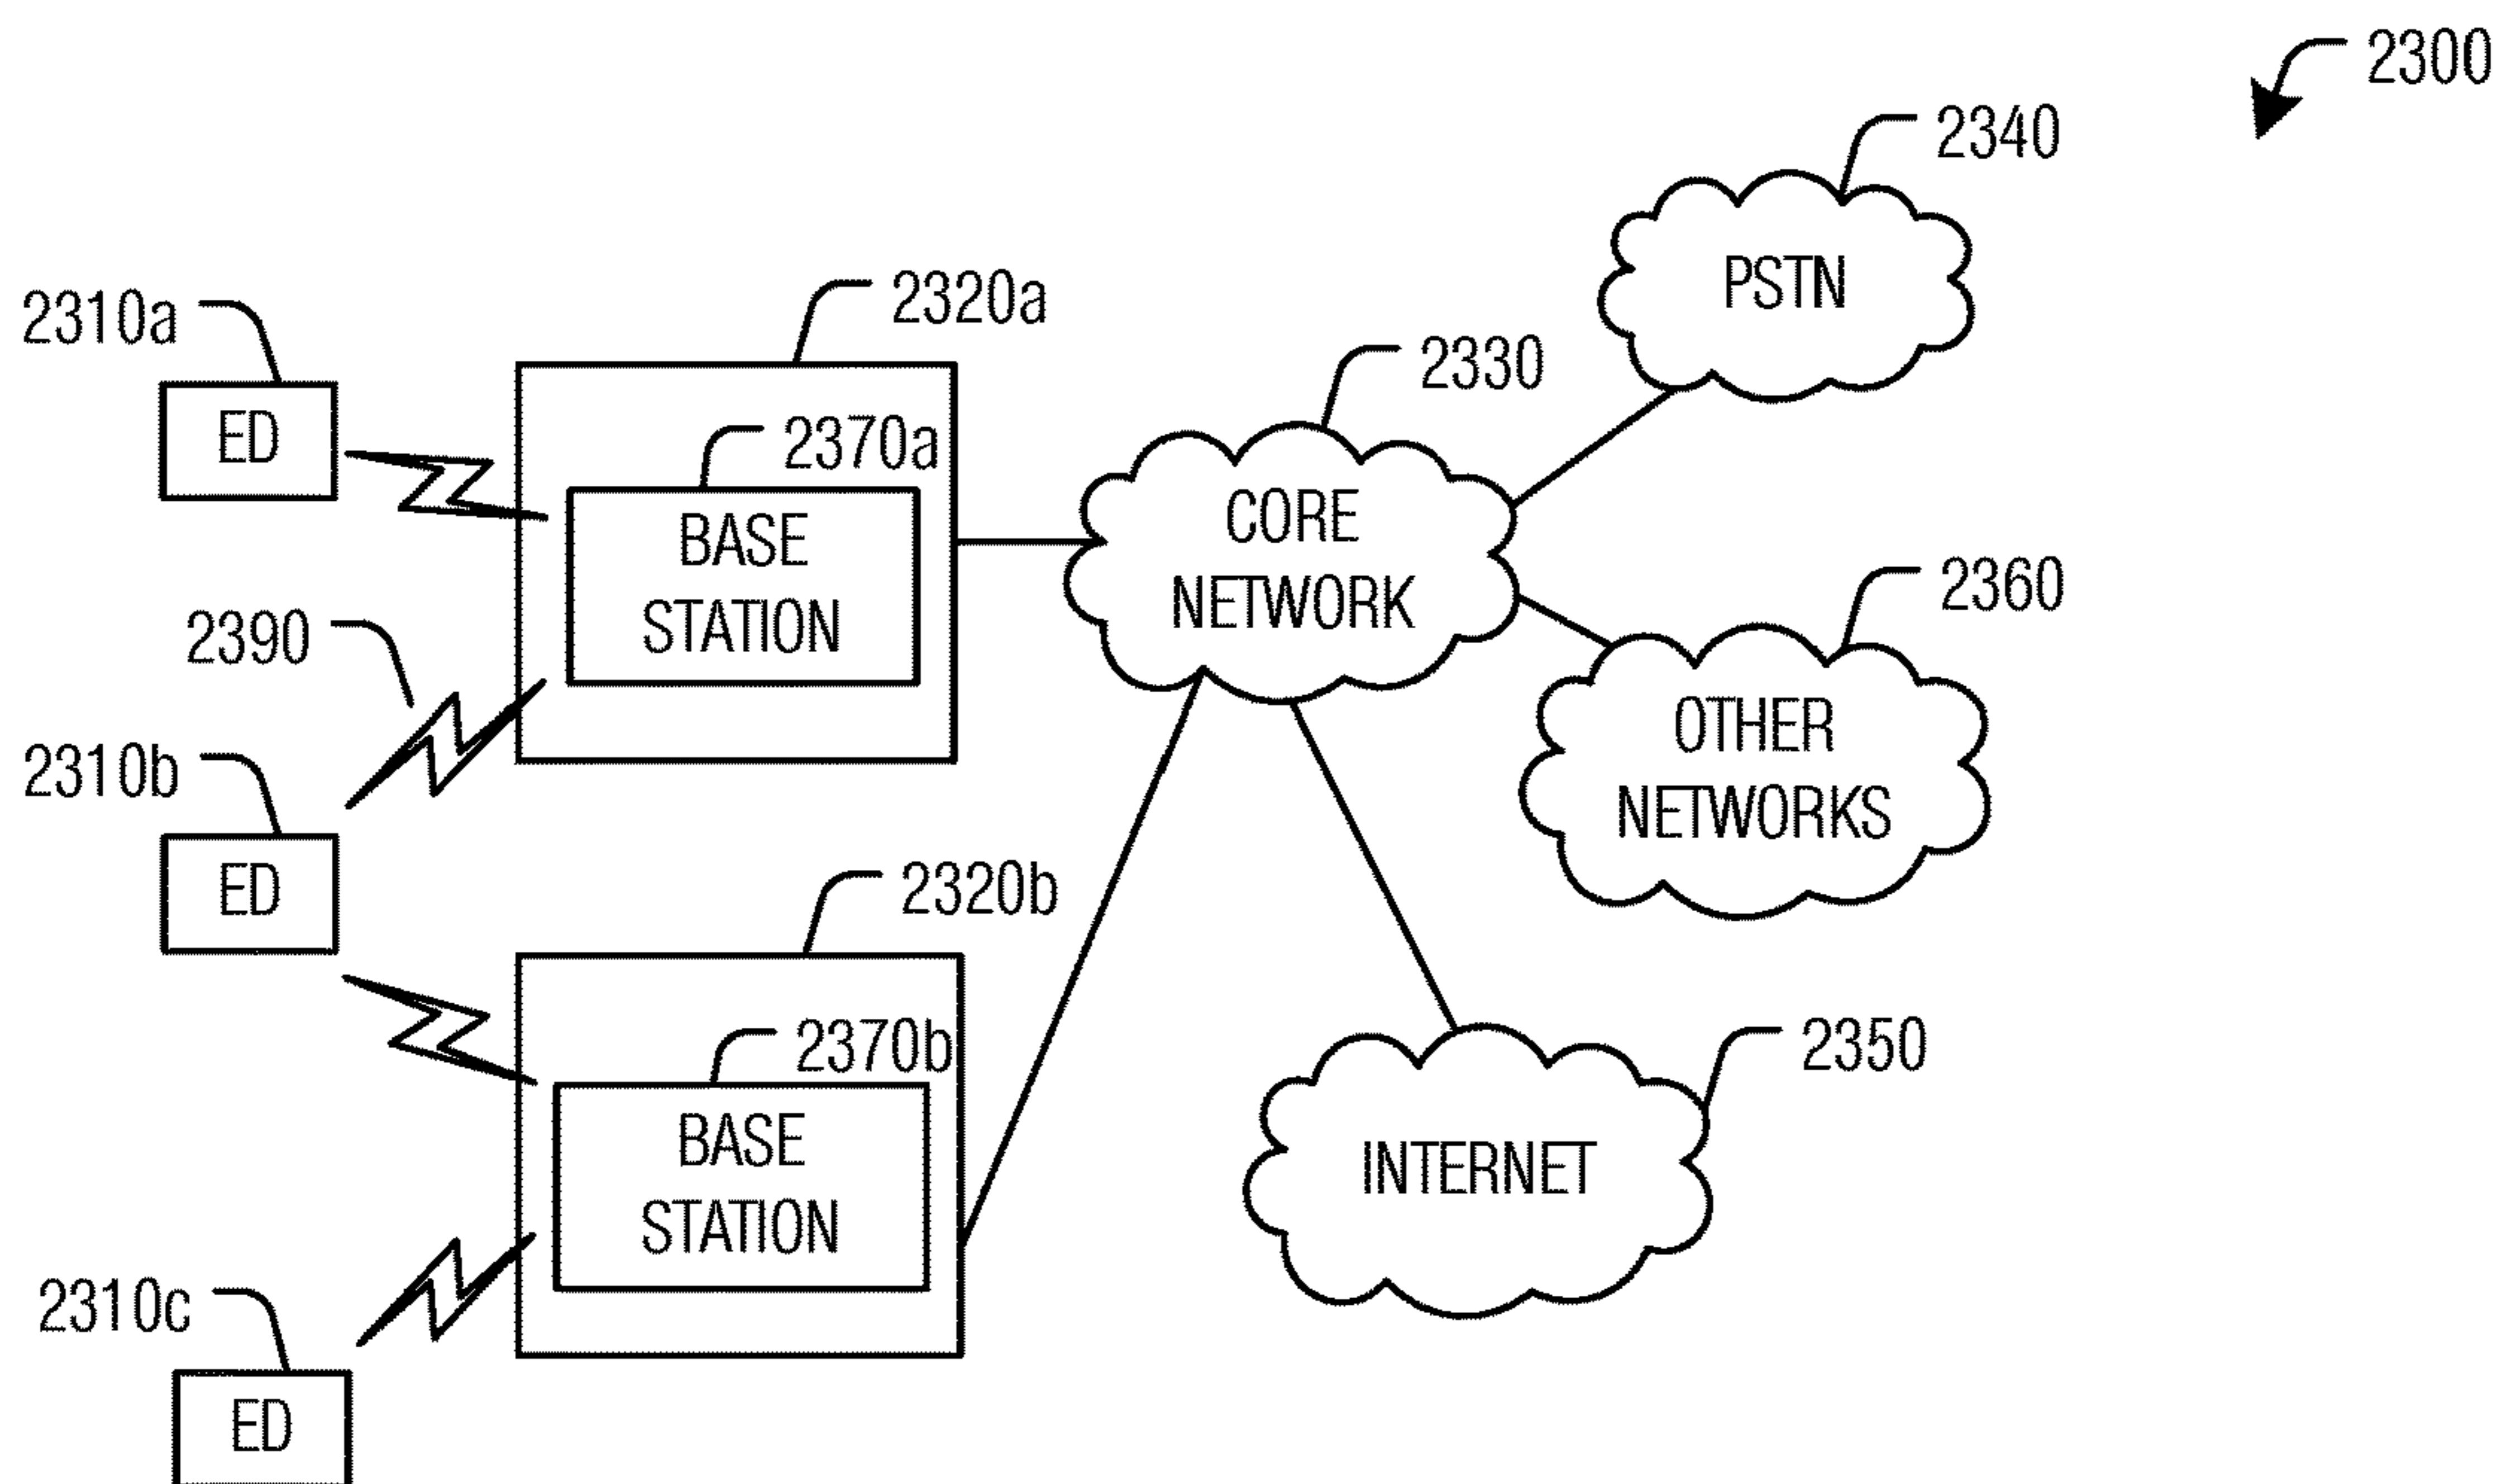 2300
2340
PSTN
2320a
2310a
2330
ED
2370a
CORE
NETWORK
BASE
STATION
2360
2390
OTHER
NETWORKS
2310b
ED
2320b
2370b
2350
BASE
STATION
INTERNET
2310c
ED